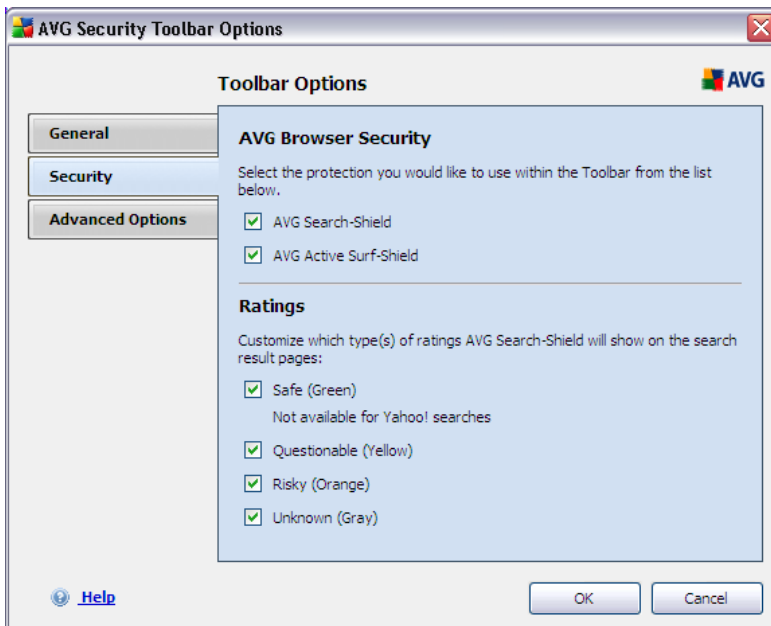 AVG Security Toolbar Options
Toolbar Options
AVG
General
Security
Advanced Options
AVG Browser Security
Select the protection you would like to use within the Toolbar from the list
below.
AVG Search-Shield
AVG Active Surf-Shield
Ratings
Customize which type(s) of ratings AVG Search-Shield will show on the search
result pages:
Safe (Green)
Not available for Yahoo! searches
Questionable (Yellow)
Risky (Orange)
Unknown (Gray)
Help
OK
Cancel